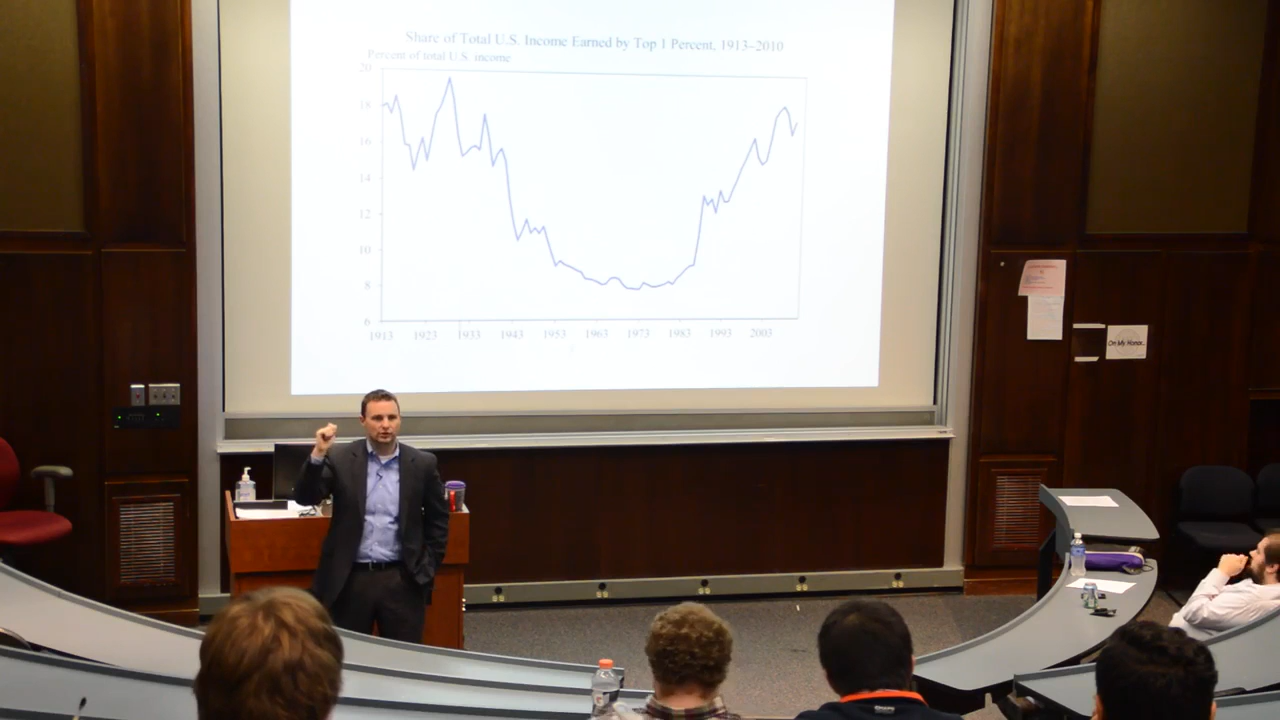 Share of Total U.S. Income Earned by Top 1 Percent, 1913–2010
Percent of total U.S. income
20
18
16
14
12
10
8
6
1913 1923 1933 1943 1953 1963 1973 1983 1993 2003
On My Honor...